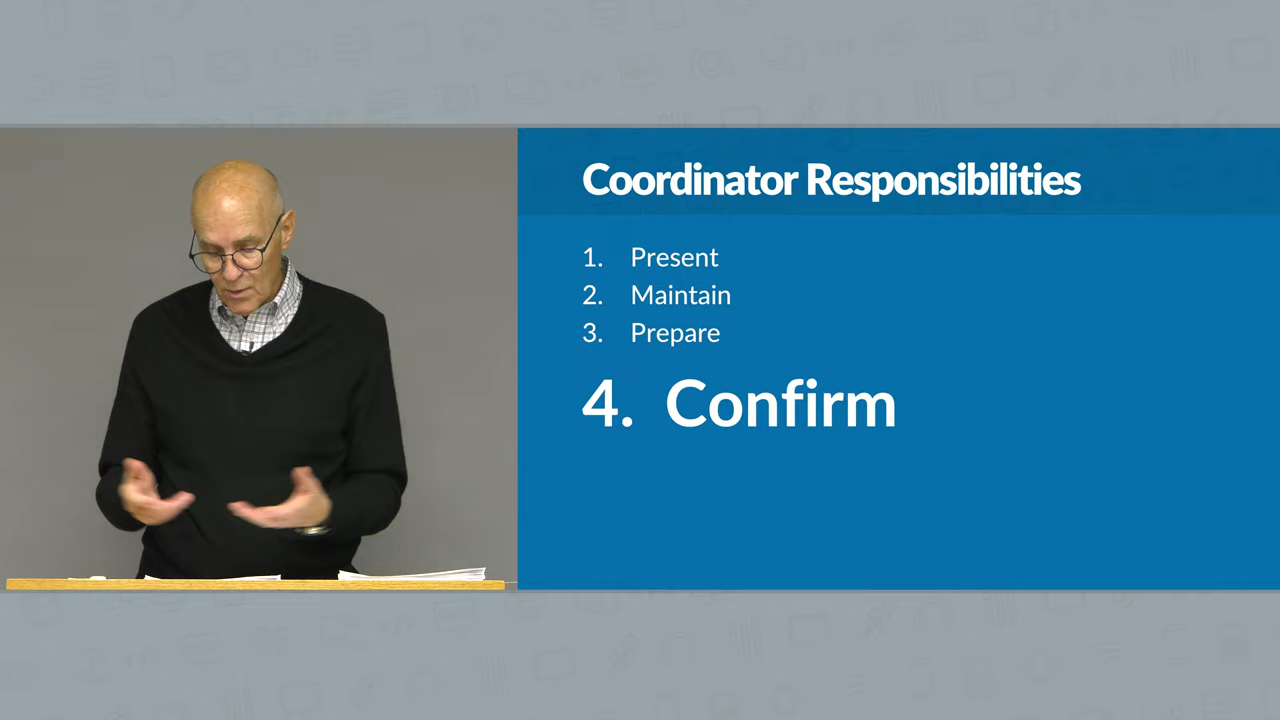 Coordinator Responsibilities
1. Present
2. Maintain
3. Prepare
4. Confirm